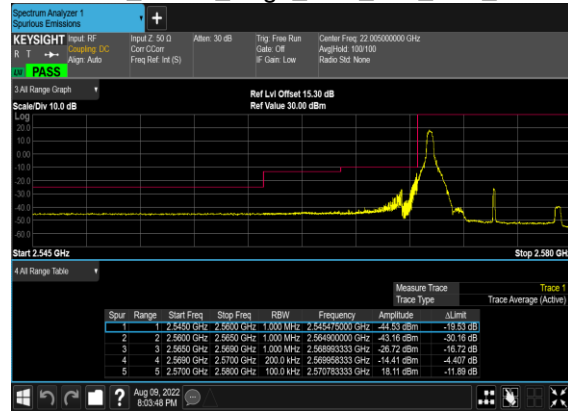 Spectrum Analyzer 1
Spurious Emissions
+
KEYSIGHT Input: RF Input Z: 50 Ω Atten: 30 dB Trig: Free Run Center Freq: 22.005000000 GHz
R T Coupling: DC Corr CCorr Gate: Off Avg|Hold: 100/100
Align: Auto Freq Ref: Int (S) IF Gain: Low Radio Std: None
LW PASS
3 All Range Graph
Ref Lvl Offset 15.30 dB
Scale/Div 10.0 dB Ref Value 30.00 dBm
Log
20.0
10.0
0.00
-10.0
-20.0
-30.0
-40.0
-50.0
-60.0
Start 2.545 GHz Stop 2.580 GHz
4 All Range Table
Measure Trace Trace 1
Trace Type Trace Average (Active)
Spur Range Start Freq Stop Freq RBW Frequency Amplitude ΔLimit
1 1 2.5450 GHz 2.5600 GHz 1.000 MHz 2.545475000 GHz -44.53 dBm -19.53 dB
2 2 2.5600 GHz 2.5650 GHz 1.000 MHz 2.564900000 GHz -43.16 dBm -30.16 dB
3 3 2.5650 GHz 2.5690 GHz 1.000 MHz 2.568993333 GHz -26.72 dBm -16.72 dB
4 4 2.5690 GHz 2.5700 GHz 200.0 kHz 2.569958333 GHz -14.41 dBm -4.407 dB
5 5 2.5700 GHz 2.5800 GHz 100.0 kHz 2.570783333 GHz 18.11 dBm -11.89 dB
? Aug 09, 2022
8:03:48 PM